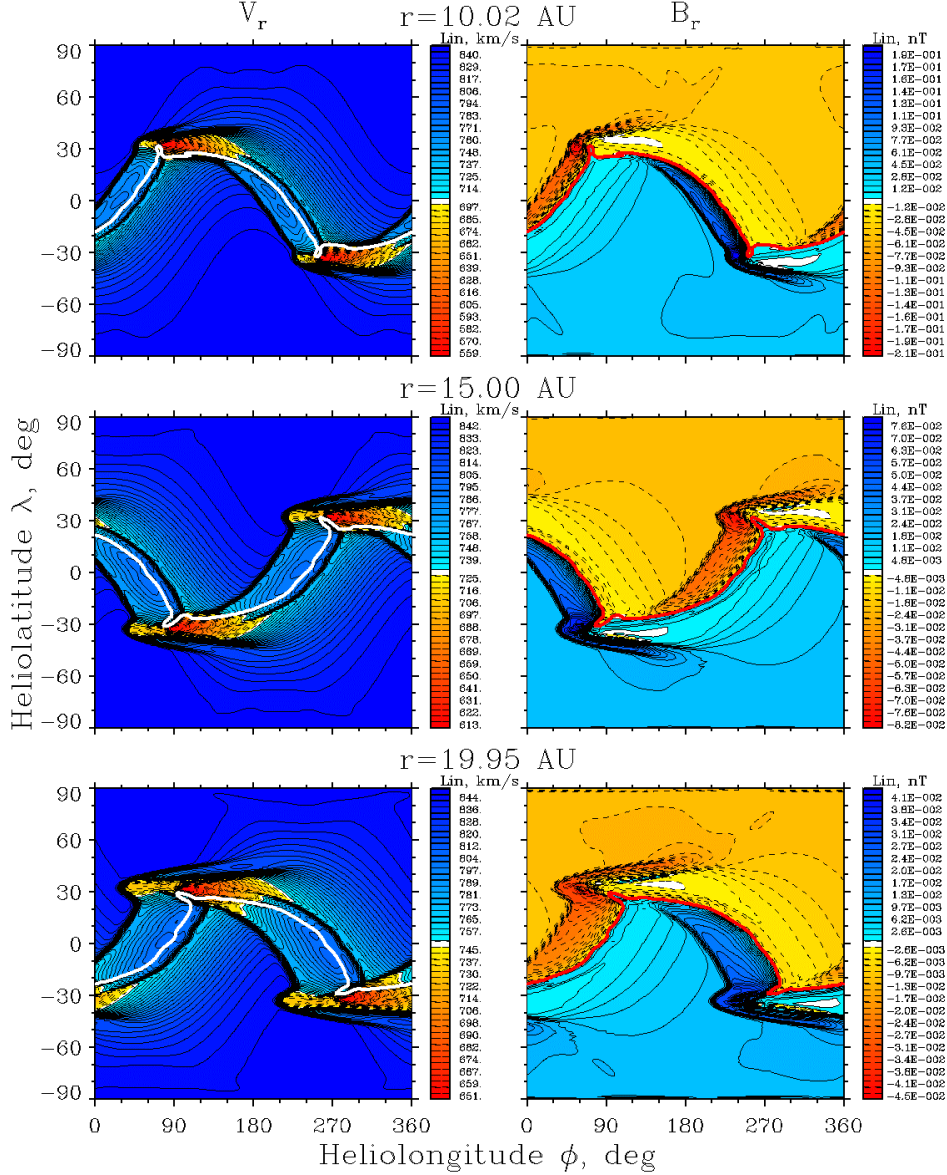 V_r
r=10.02 AU
B_r
Lin, km/s
Lin, nT
90
60
30
0
−30
−60
−90
840.
829.
817.
806.
794.
783.
771.
760.
748.
737.
725.
714.
697.
685.
674.
662.
651.
639.
628.
616.
605.
593.
582.
570.
559.
1.9E-001
1.7E-001
1.6E-001
1.4E-001
1.3E-001
1.1E-001
9.3E-002
7.7E-002
6.1E-002
4.5E-002
2.8E-002
1.2E-002
-1.2E-002
-2.8E-002
-4.5E-002
-6.1E-002
-7.7E-002
-9.3E-002
-1.1E-001
-1.3E-001
-1.4E-001
-1.6E-001
-1.7E-001
-1.9E-001
-2.1E-001
r=15.00 AU
Lin, km/s
Lin, nT
Heliolatitude λ, deg
90
60
30
0
−30
−60
−90
842.
833.
823.
814.
805.
795.
786.
777.
767.
758.
748.
739.
725.
716.
706.
697.
688.
678.
669.
659.
650.
641.
631.
622.
613.
7.6E-002
7.0E-002
6.3E-002
5.7E-002
5.0E-002
4.4E-002
3.7E-002
3.1E-002
2.4E-002
1.8E-002
1.1E-002
4.8E-003
-4.8E-003
-1.1E-002
-1.8E-002
-2.4E-002
-3.1E-002
-3.7E-002
-4.4E-002
-5.0E-002
-5.7E-002
-6.3E-002
-7.0E-002
-7.6E-002
-8.2E-002
r=19.95 AU
Lin, km/s
Lin, nT
90
60
30
0
−30
−60
−90
844.
836.
828.
820.
812.
804.
797.
789.
781.
773.
765.
757.
745.
737.
730.
722.
714.
706.
698.
690.
682.
674.
667.
659.
651.
4.1E-002
3.8E-002
3.4E-002
3.1E-002
2.7E-002
2.4E-002
2.0E-002
1.7E-002
1.3E-002
9.7E-003
6.2E-003
2.6E-003
-2.6E-003
-6.2E-003
-9.7E-003
-1.3E-002
-1.7E-002
-2.0E-002
-2.4E-002
-2.7E-002
-3.1E-002
-3.4E-002
-3.8E-002
-4.1E-002
-4.5E-002
0 90 180 270 360
0 90 180 270 360
Heliolongitude ϕ, deg